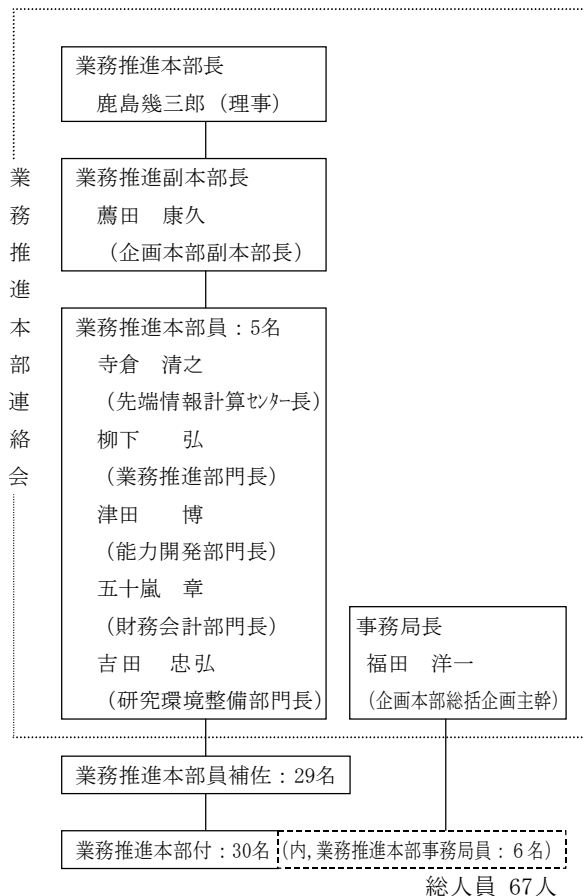 業務推進本部長
鹿島幾三郎（理事）
業務推進本部連絡会
業務推進副本部長
薦田　康久
（企画本部副本部長）
業務推進本部員：5名
寺倉　清之
（先端情報計算ｾﾝﾀｰ長）
柳下　　弘
（業務推進部門長）
津田　　博
（能力開発部門長）
五十嵐　章
（財務会計部門長）
吉田　忠弘
（研究環境整備部門長）
事務局長
福田　洋一
（企画本部総括企画主幹）
業務推進本部員補佐：29名
業務推進本部付：30名（内,業務推進本部事務局員：6名）
総人員 67人